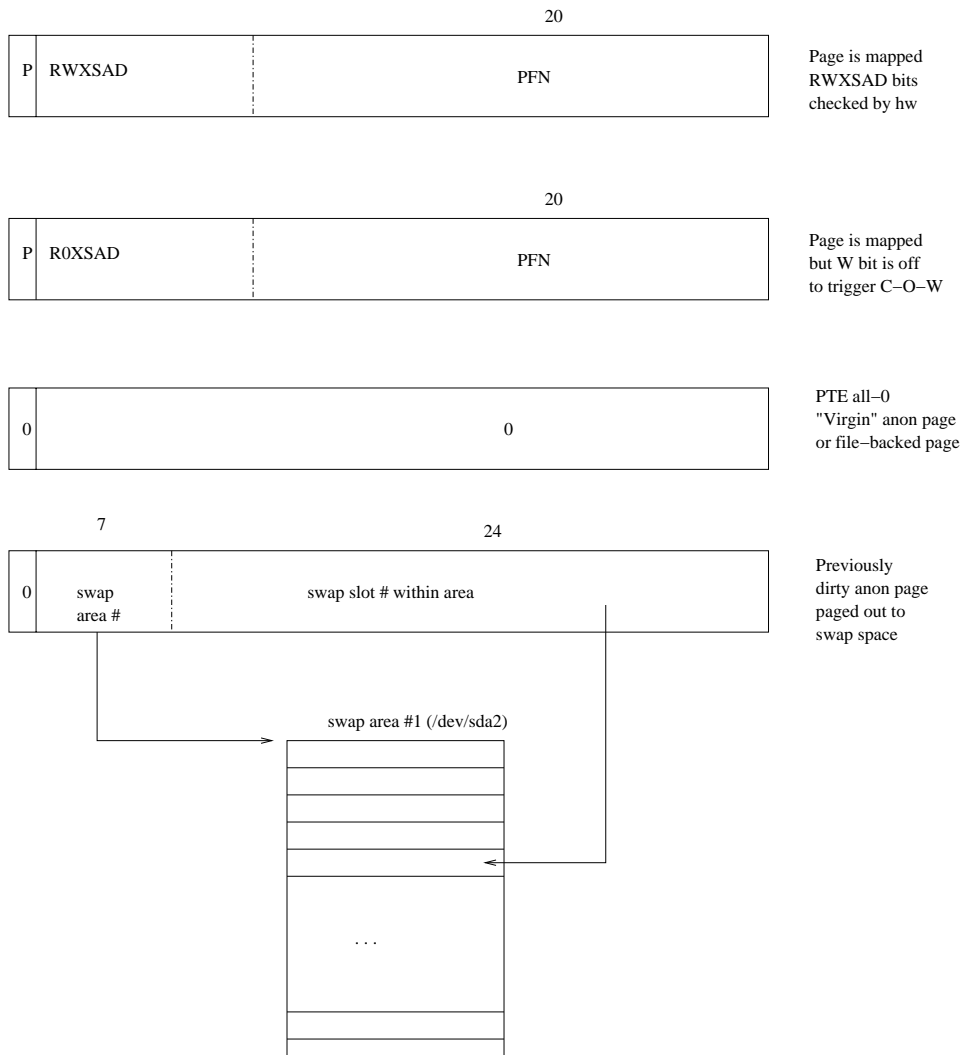 20
P RWXSAD PFN
Page is mapped
RWXSAD bits
checked by hw
20
P R0XSAD PFN
Page is mapped
but W bit is off
to trigger C−O−W
0 0
PTE all−0
"Virgin" anon page
or file−backed page
7 24
0 swap
area #
swap slot # within area
Previously
dirty anon page
paged out to
swap space
swap area #1 (/dev/sda2)
. . .